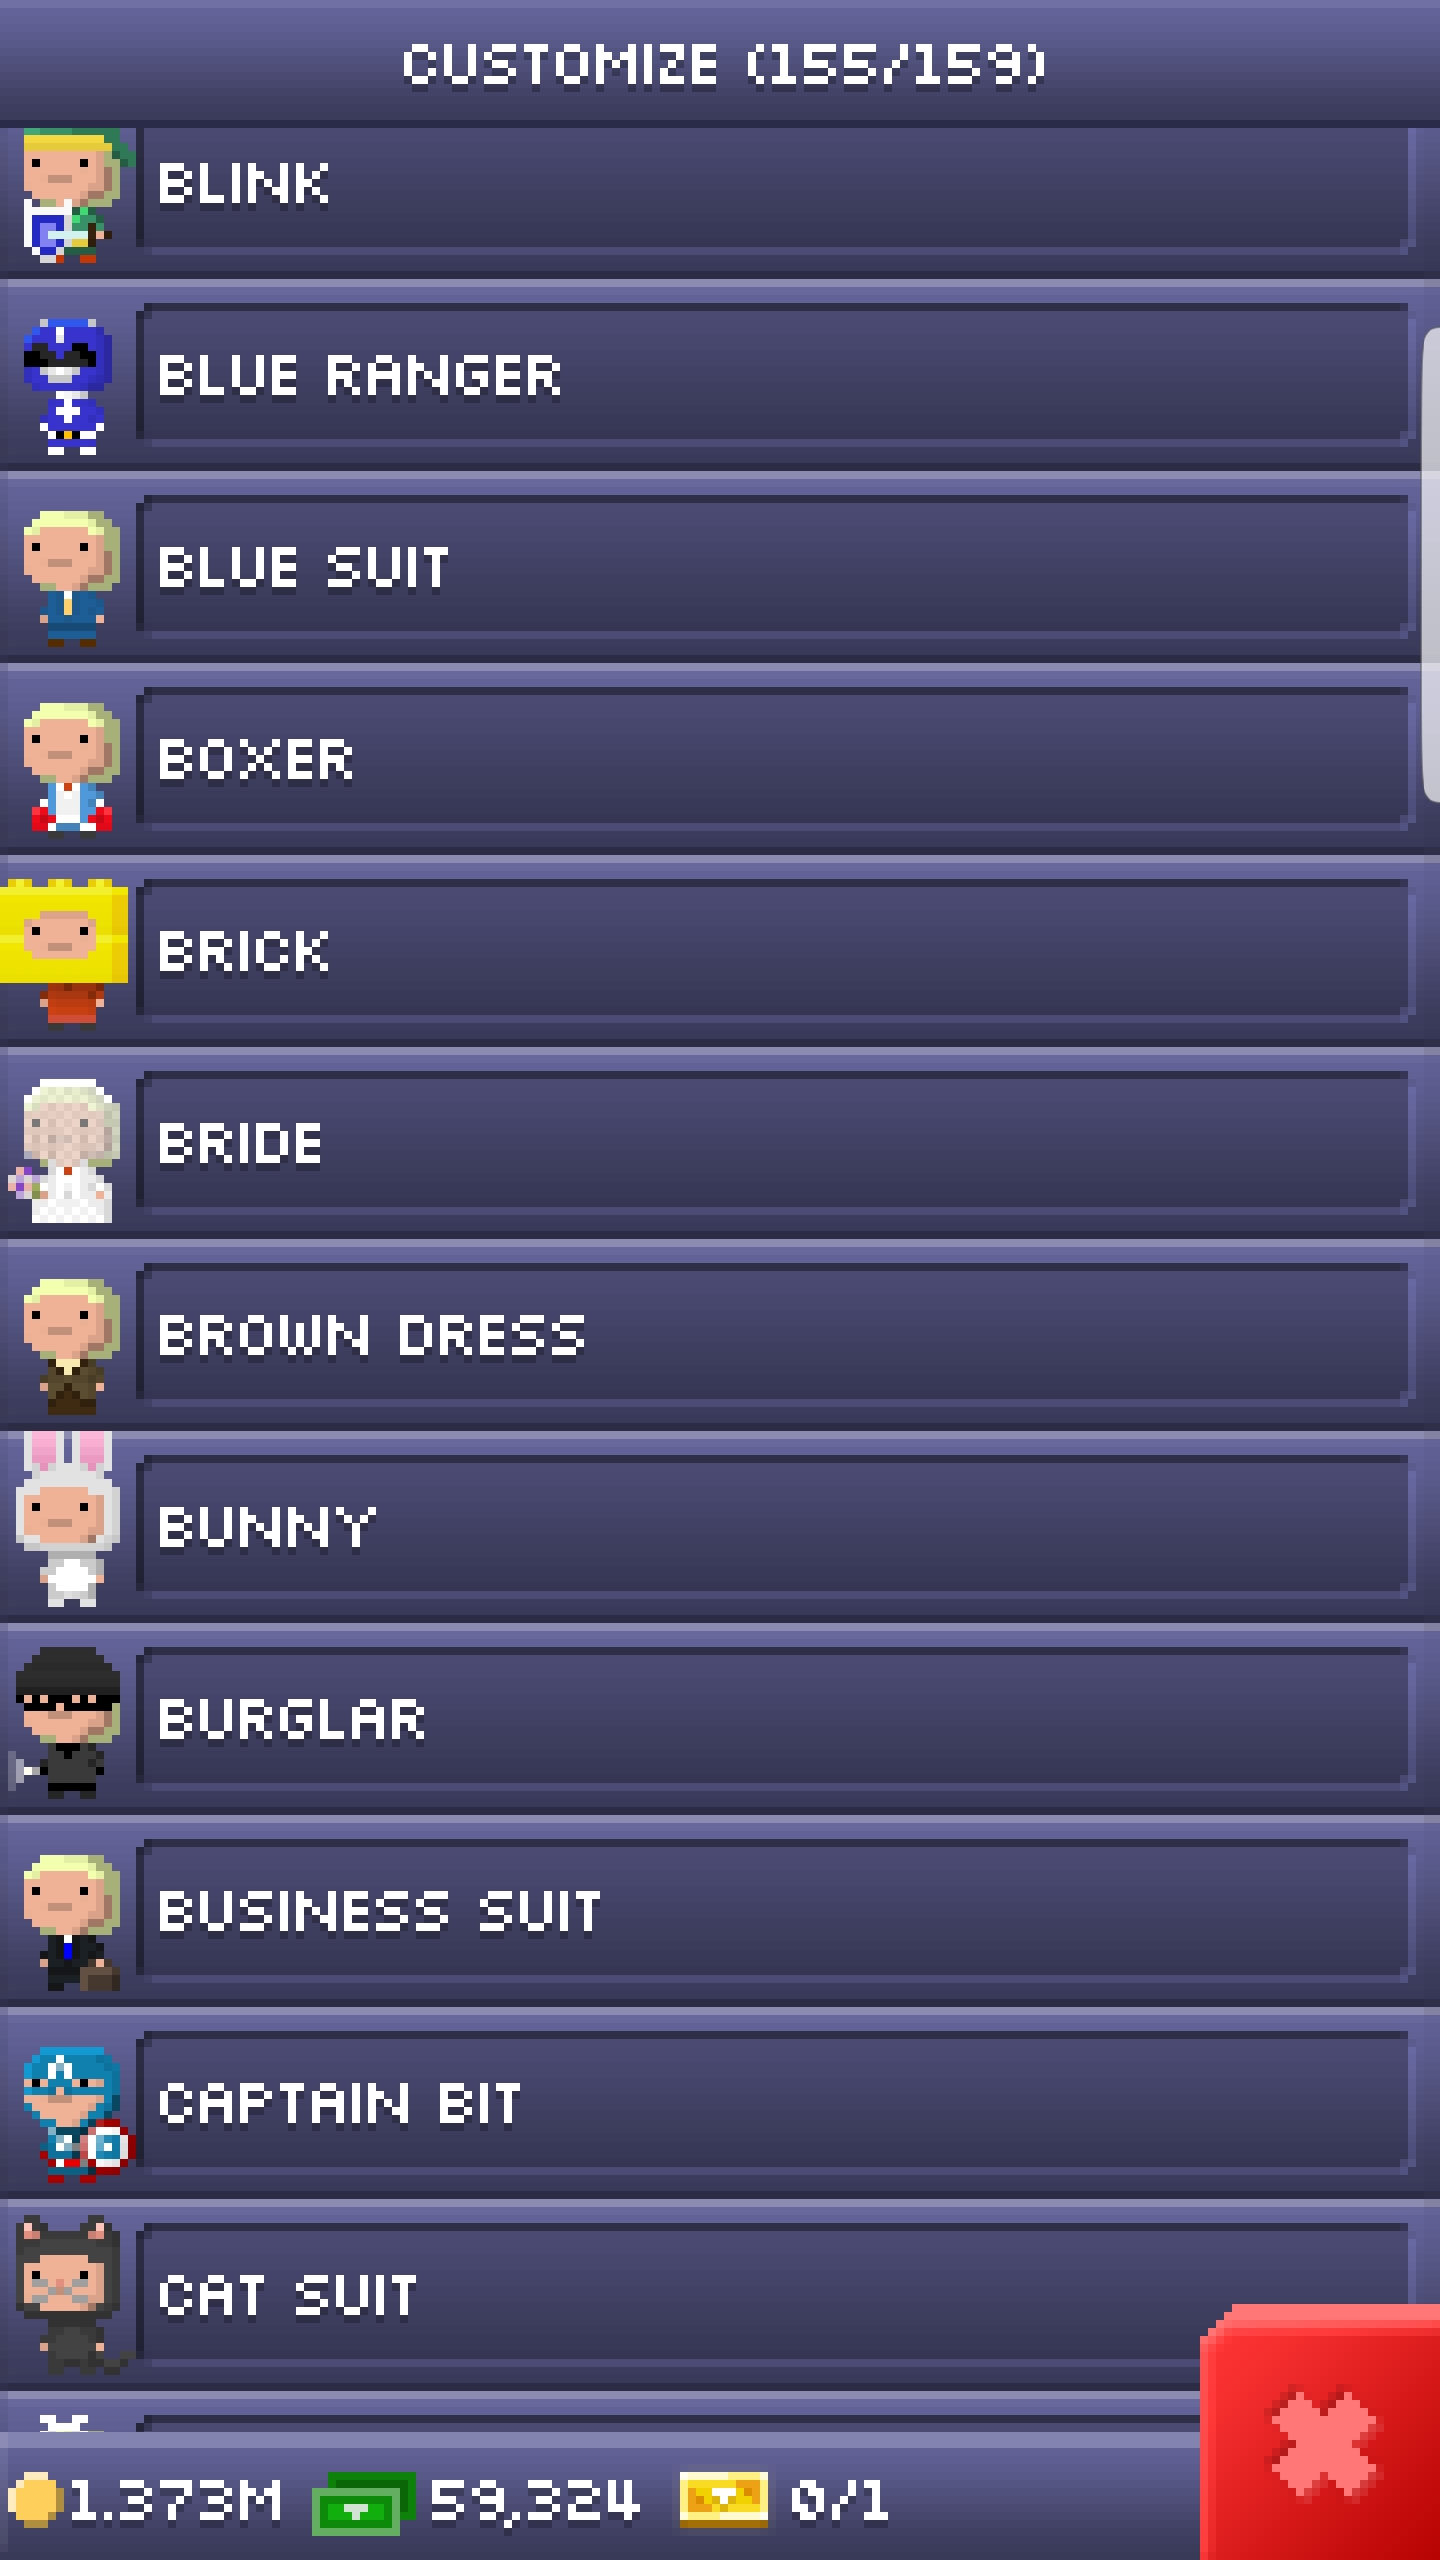 CUSTOMIZE (155/159)
BLINK
BLUE RANGER
BLUE SUIT
BOXER
BRICK
BRIDE
BROWN DRESS
BUNNY
BURGLAR
BUSINESS SUIT
CAPTAIN BIT
CAT SUIT
1.373M 59,324 0/1